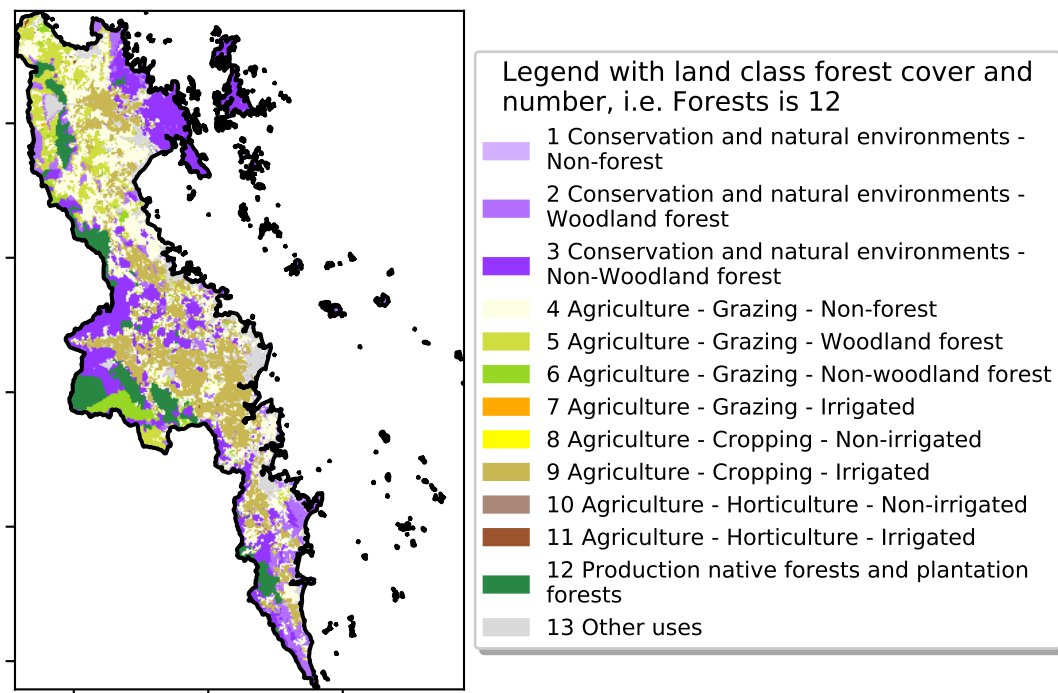 Legend with land class forest cover and
number, i.e. Forests is 12
1 Conservation and natural environments -
Non-forest
2 Conservation and natural environments -
Woodland forest
3 Conservation and natural environments -
Non-Woodland forest
4 Agriculture - Grazing - Non-forest
5 Agriculture - Grazing - Woodland forest
6 Agriculture - Grazing - Non-woodland forest
7 Agriculture - Grazing - Irrigated
8 Agriculture - Cropping - Non-irrigated
9 Agriculture - Cropping - Irrigated
10 Agriculture - Horticulture - Non-irrigated
11 Agriculture - Horticulture - Irrigated
12 Production native forests and plantation
forests
13 Other uses